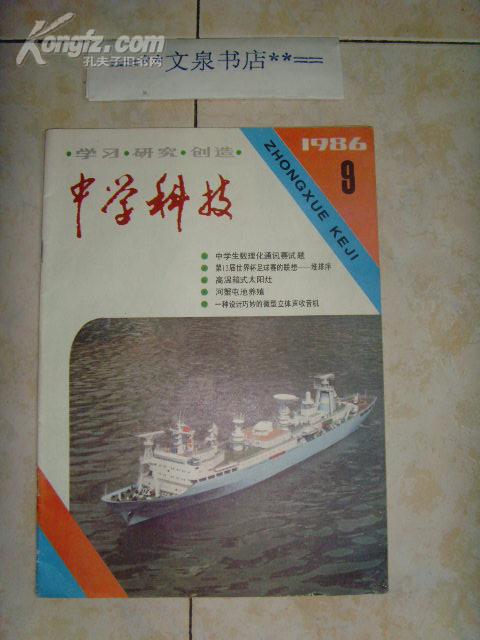 Kongfz.com
孔夫子旧书网
文泉书店**==
·学习·研究·创造·
1986
9
中学科技
ZHONGXUE KEJI
● 中学生数理化通讯赛试题
● 第13届世界杯足球赛的联想——难排序
● 高温箱式太阳灶
● 河蟹屯池养殖
● 一种设计巧妙的微型立体声收音机